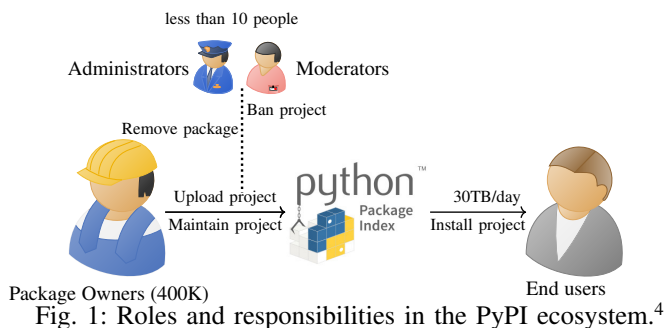 less than 10 people
Administrators
Moderators
Ban project
Remove package
Upload project
Maintain project
python™
Package
Index
30TB/day
Install project
Package Owners (400K)
End users
Fig. 1: Roles and responsibilities in the PyPI ecosystem.⁴